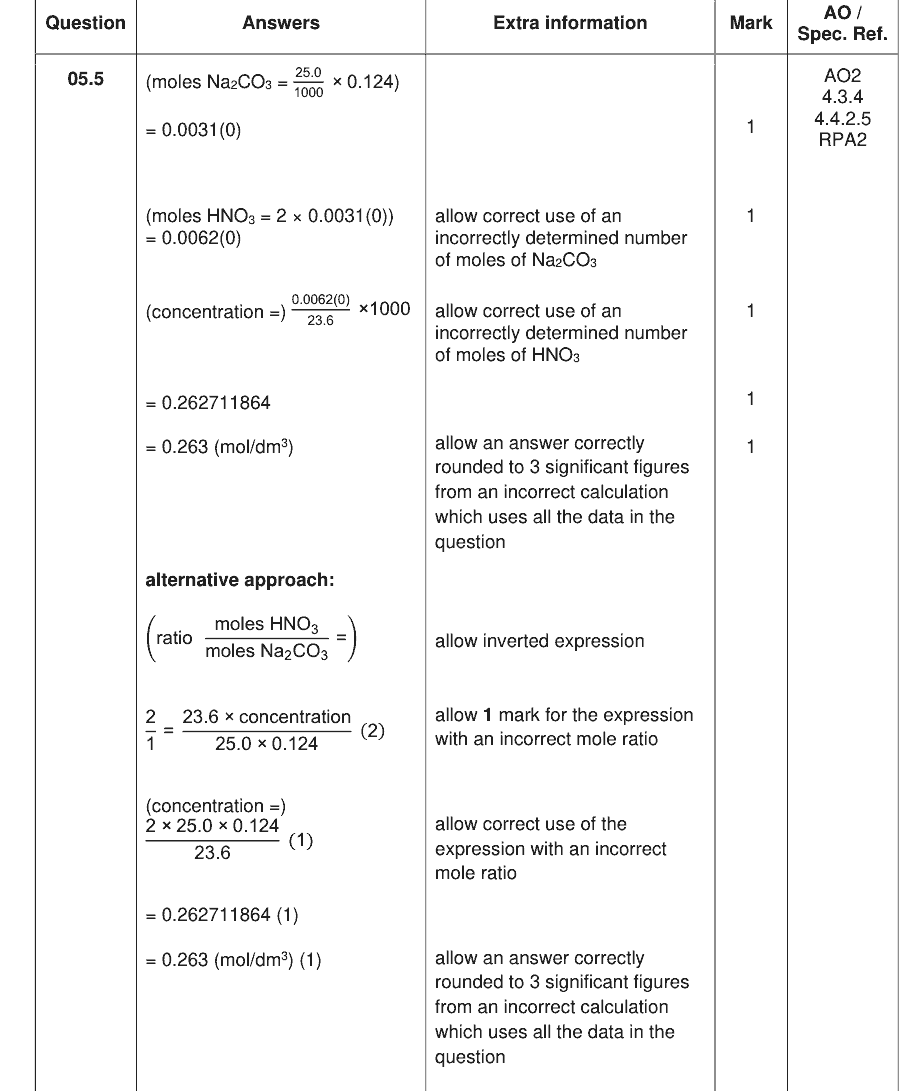 Question Answers Extra information Mark AO / Spec. Ref.
05.5 (moles Na₂CO₃ = 25.0/1000 × 0.124) AO2
4.3.4
4.4.2.5
RPA2
= 0.0031(0) 1
(moles HNO₃ = 2 × 0.0031(0)) allow correct use of an 1
= 0.0062(0) incorrectly determined number
of moles of Na₂CO₃
(concentration =) 0.0062(0)/23.6 ×1000 allow correct use of an 1
incorrectly determined number
of moles of HNO₃
= 0.262711864 1
= 0.263 (mol/dm³) allow an answer correctly 1
rounded to 3 significant figures
from an incorrect calculation
which uses all the data in the
question
alternative approach:
(ratio moles HNO₃/moles Na₂CO₃ =) allow inverted expression
2/1 = 23.6 × concentration/25.0 × 0.124 (2) allow 1 mark for the expression
with an incorrect mole ratio
(concentration =)
2 × 25.0 × 0.124/23.6 (1) allow correct use of the
expression with an incorrect
mole ratio
= 0.262711864 (1)
= 0.263 (mol/dm³) (1) allow an answer correctly
rounded to 3 significant figures
from an incorrect calculation
which uses all the data in the
question